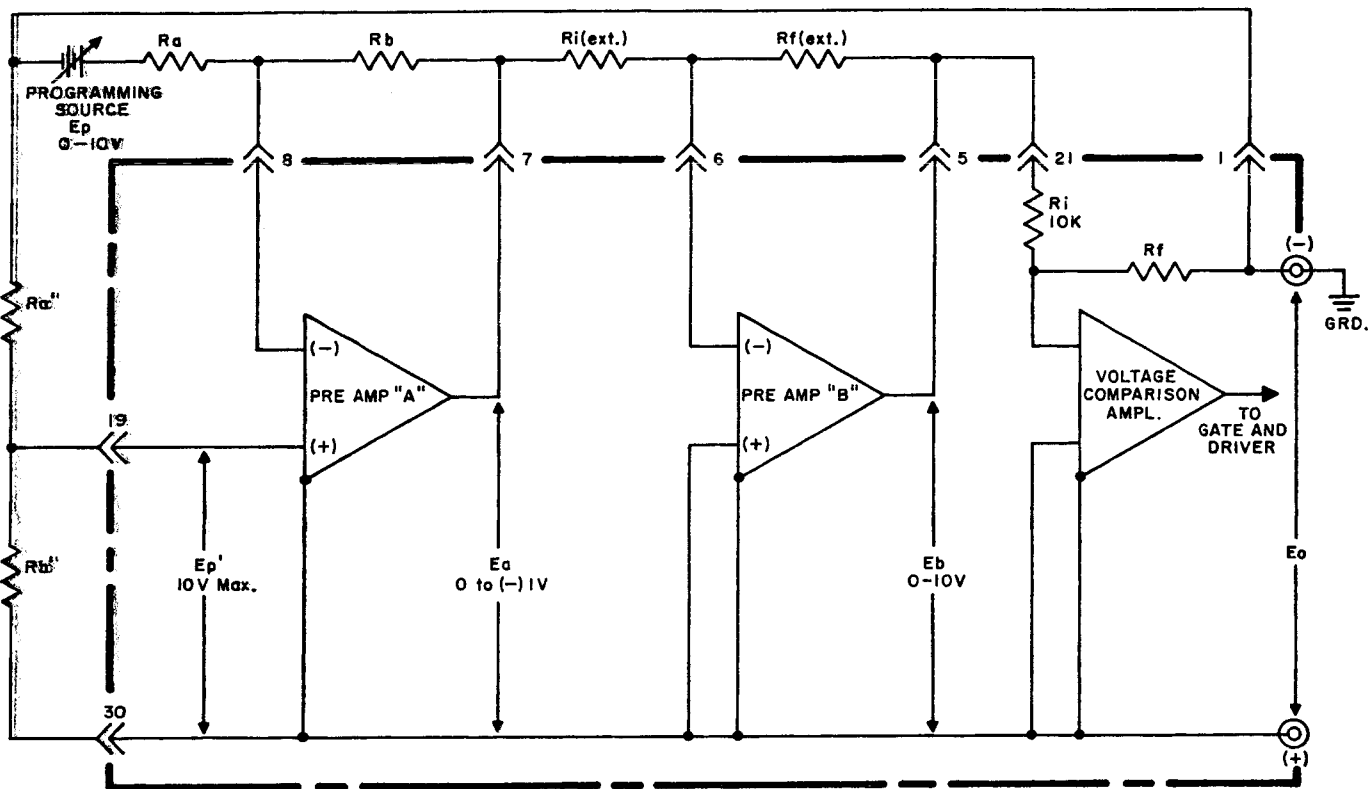 Ra
Rb
Ri(ext.)
Rf(ext.)
PROGRAMMING
SOURCE
Ep
0-10V
8
7
6
5
21
1
Ri
10K
Rf
(-)
GRD.
Ra"
(-)
PRE AMP "A"
(+)
(-)
PRE AMP "B"
(+)
VOLTAGE
COMPARISON
AMPL.
TO
GATE AND
DRIVER
19
Rb"
Ep'
10V Max.
Ea
0 to (-) 1V
Eb
0-10V
Eo
30
(+)